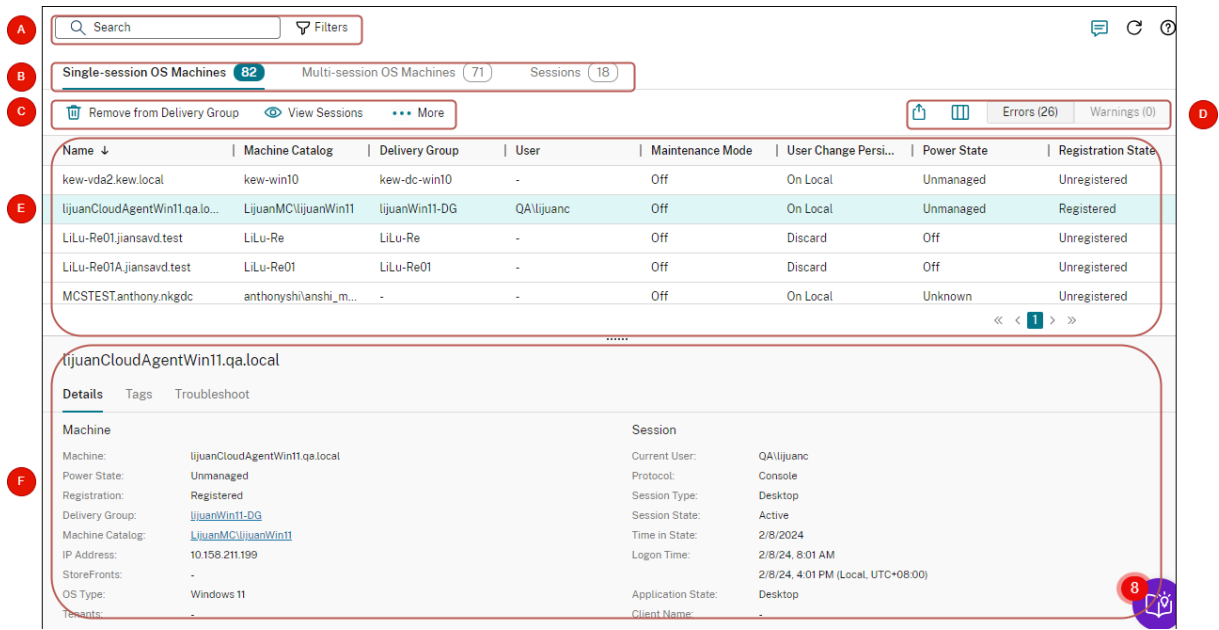 A Search Filters
B Single-session OS Machines 82 Multi-session OS Machines 71 Sessions 18
C Remove from Delivery Group View Sessions ••• More Errors (26) Warnings (0) D
Name ↓ Machine Catalog Delivery Group User Maintenance Mode User Change Persi... Power State Registration State
kew-vda2.kew.local kew-win10 kew-dc-win10 - Off On Local Unmanaged Unregistered
E lijuanCloudAgentWin11.qa.lo... LijuanMC\lijuanWin11 lijuanWin11-DG QA\lijuanc Off On Local Unmanaged Registered
LiLu-Re01.jiansavd.test LiLu-Re LiLu-Re - Off Discard Off Unregistered
LiLu-Re01A.jiansavd.test LiLu-Re01 LiLu-Re01 - Off Discard Off Unregistered
MCSTEST.anthony.nkgdc anthonyshi\anshi_m... - - Off On Local Unknown Unregistered
« < 1 > »
lijuanCloudAgentWin11.qa.local
Details Tags Troubleshoot
Machine Session
Machine: lijuanCloudAgentWin11.qa.local Current User: QA\lijuanc
Power State: Unmanaged Protocol: Console
F Registration: Registered Session Type: Desktop
Delivery Group: lijuanWin11-DG Session State: Active
Machine Catalog: LijuanMC\lijuanWin11 Time in State: 2/8/2024
IP Address: 10.158.211.199 Logon Time: 2/8/24, 8:01 AM
StoreFronts: - 2/8/24, 4:01 PM (Local, UTC+08:00)
OS Type: Windows 11 Application State: Desktop 8
Tenants: - Client Name: -